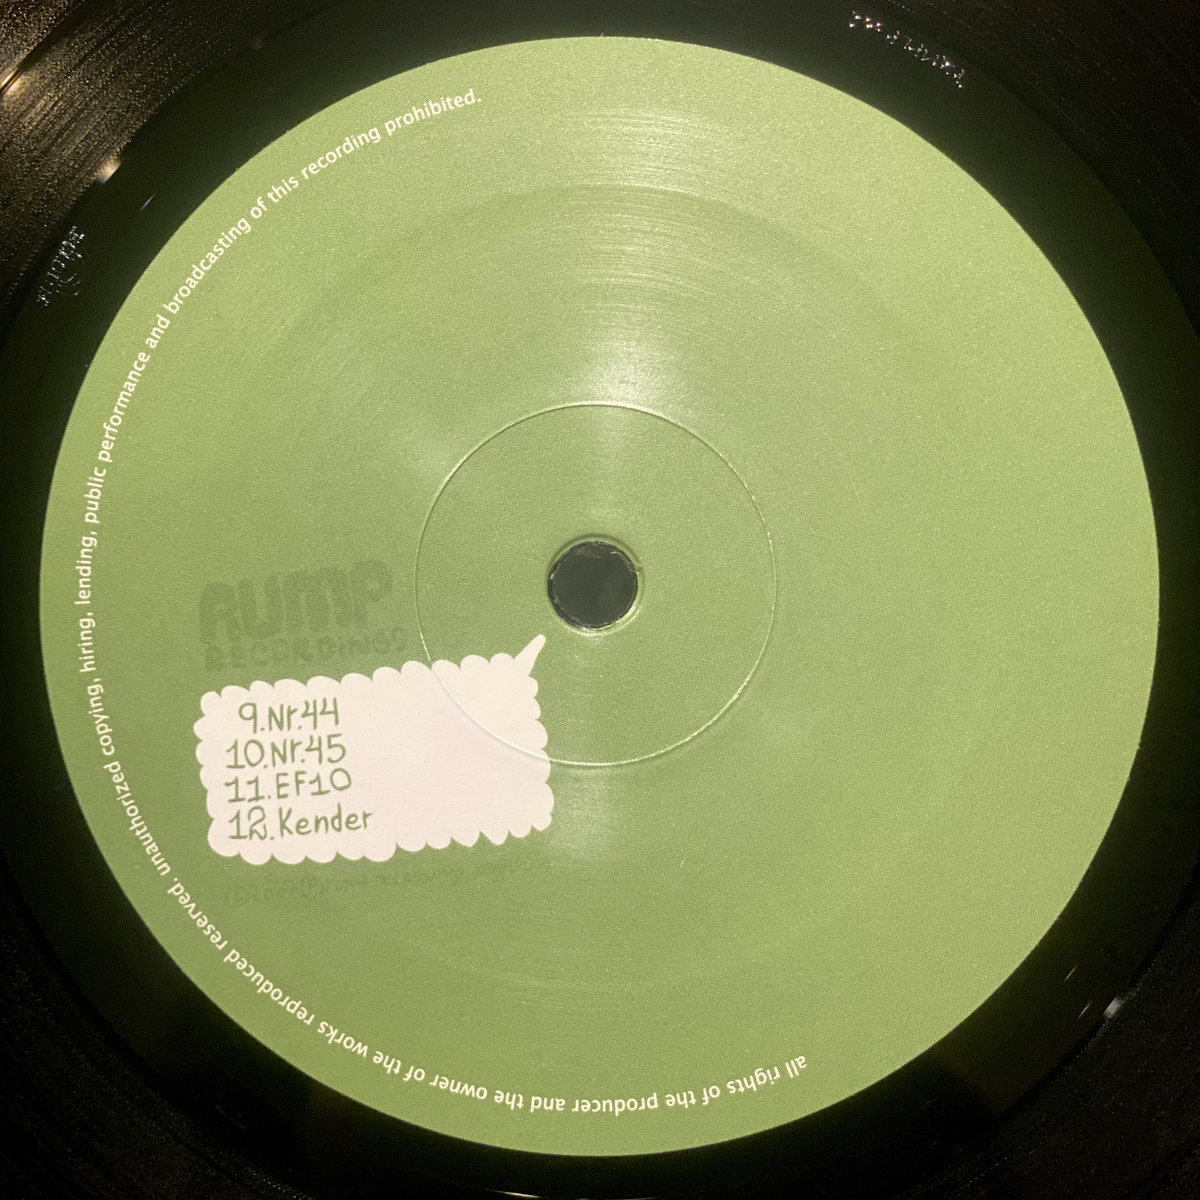 all rights of the producer and the owner of the works reproduced reserved. unauthorized copying, hiring, lending, public performance and broadcasting of this recording prohibited.
RUMP
RECORDINGS
9.Nr.44
10.Nr.45
11.EF10
12.Kender